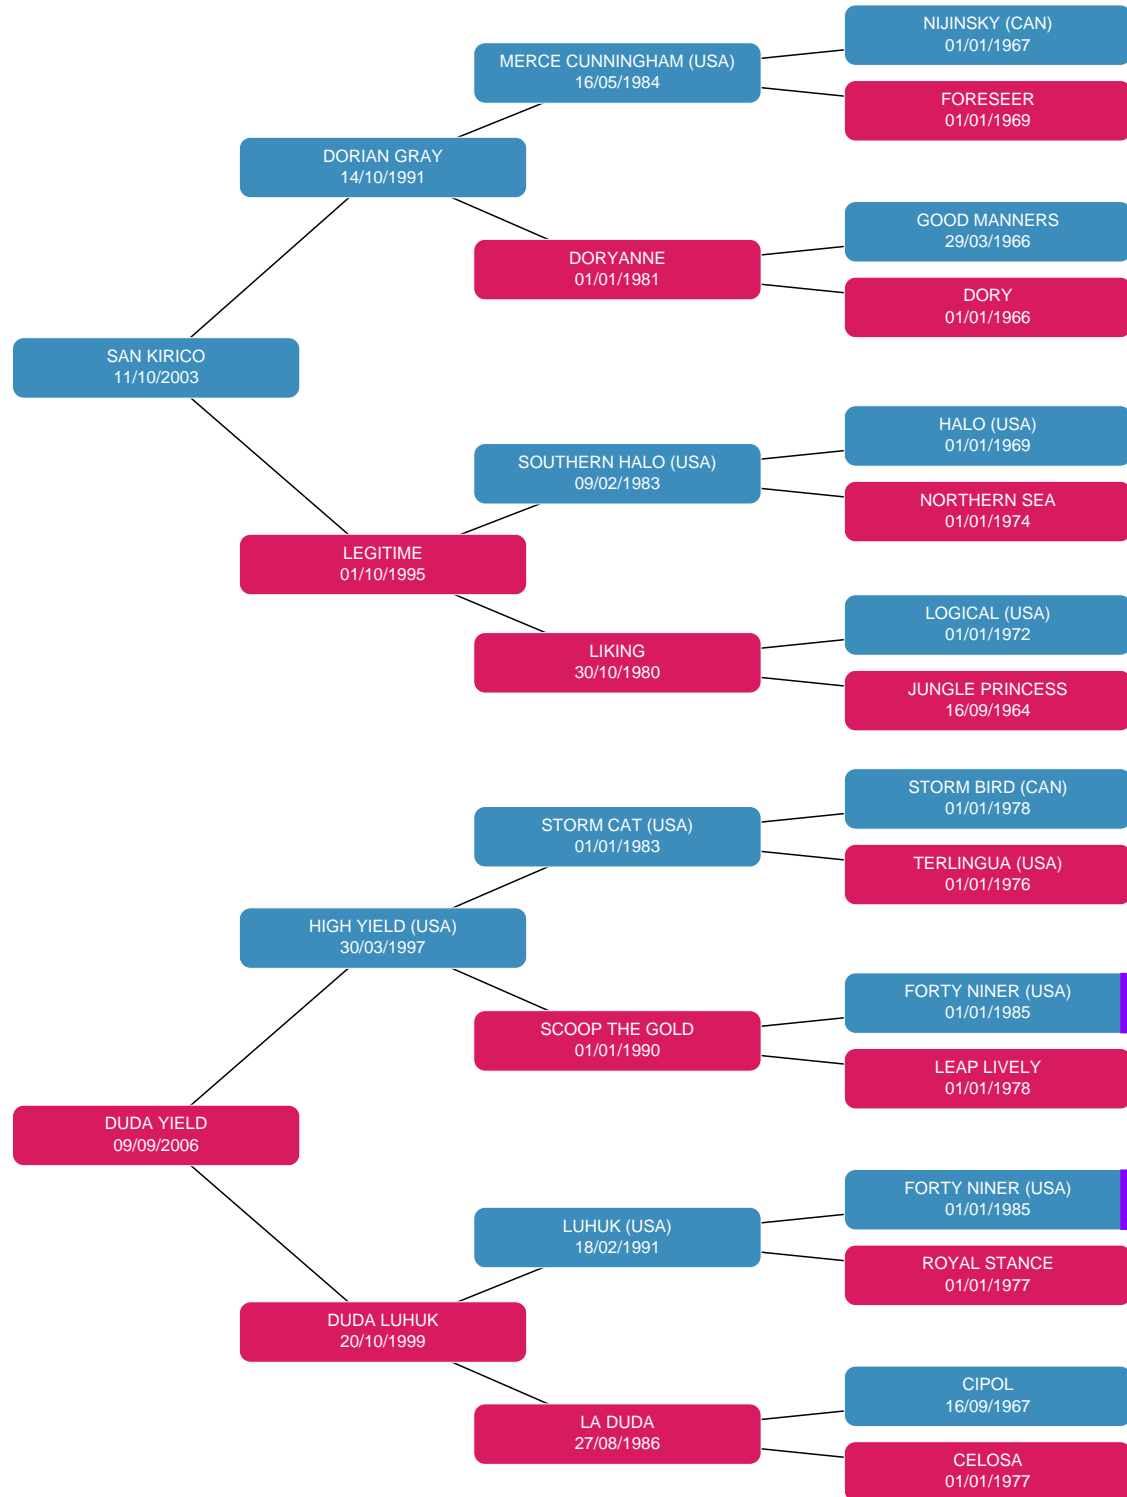 NIJINSKY (CAN)
01/01/1967
MERCE CUNNINGHAM (USA)
16/05/1984
FORESEER
01/01/1969
DORIAN GRAY
14/10/1991
GOOD MANNERS
29/03/1966
DORYANNE
01/01/1981
DORY
01/01/1966
SAN KIRICO
11/10/2003
HALO (USA)
01/01/1969
SOUTHERN HALO (USA)
09/02/1983
NORTHERN SEA
01/01/1974
LEGITIME
01/10/1995
LOGICAL (USA)
01/01/1972
LIKING
30/10/1980
JUNGLE PRINCESS
16/09/1964
STORM BIRD (CAN)
01/01/1978
STORM CAT (USA)
01/01/1983
TERLINGUA (USA)
01/01/1976
HIGH YIELD (USA)
30/03/1997
FORTY NINER (USA)
01/01/1985
SCOOP THE GOLD
01/01/1990
LEAP LIVELY
01/01/1978
DUDA YIELD
09/09/2006
FORTY NINER (USA)
01/01/1985
LUHUK (USA)
18/02/1991
ROYAL STANCE
01/01/1977
DUDA LUHUK
20/10/1999
CIPOL
16/09/1967
LA DUDA
27/08/1986
CELOSA
01/01/1977